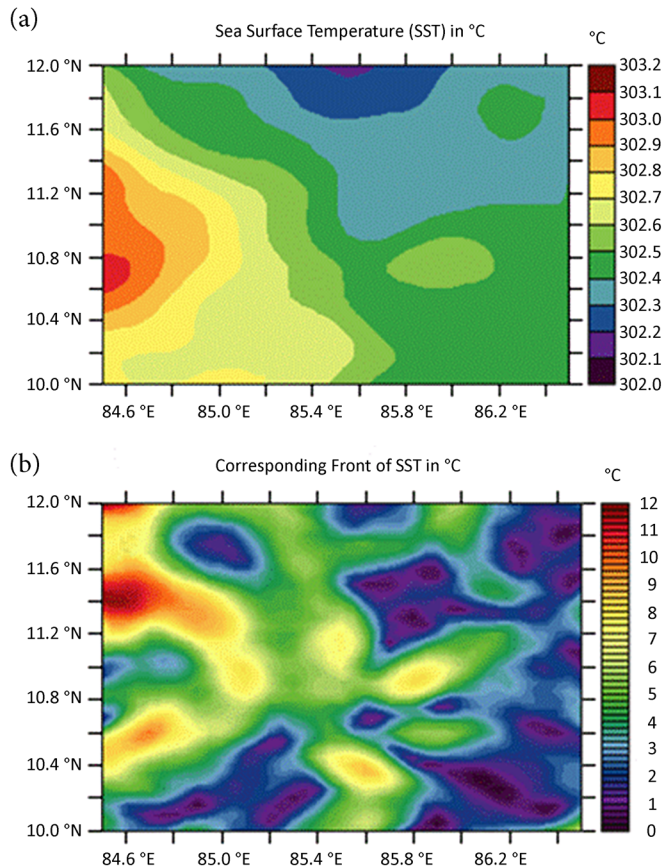 (a)
Sea Surface Temperature (SST) in °C
°C
12.0 °N
11.6 °N
11.2 °N
10.8 °N
10.4 °N
10.0 °N
84.6 °E 85.0 °E 85.4 °E 85.8 °E 86.2 °E
303.2
303.1
303.0
302.9
302.8
302.7
302.6
302.5
302.4
302.3
302.2
302.1
302.0
(b)
Corresponding Front of SST in °C
°C
12.0 °N
11.6 °N
11.2 °N
10.8 °N
10.4 °N
10.0 °N
84.6 °E 85.0 °E 85.4 °E 85.8 °E 86.2 °E
12
11
10
9
8
7
6
5
4
3
2
1
0